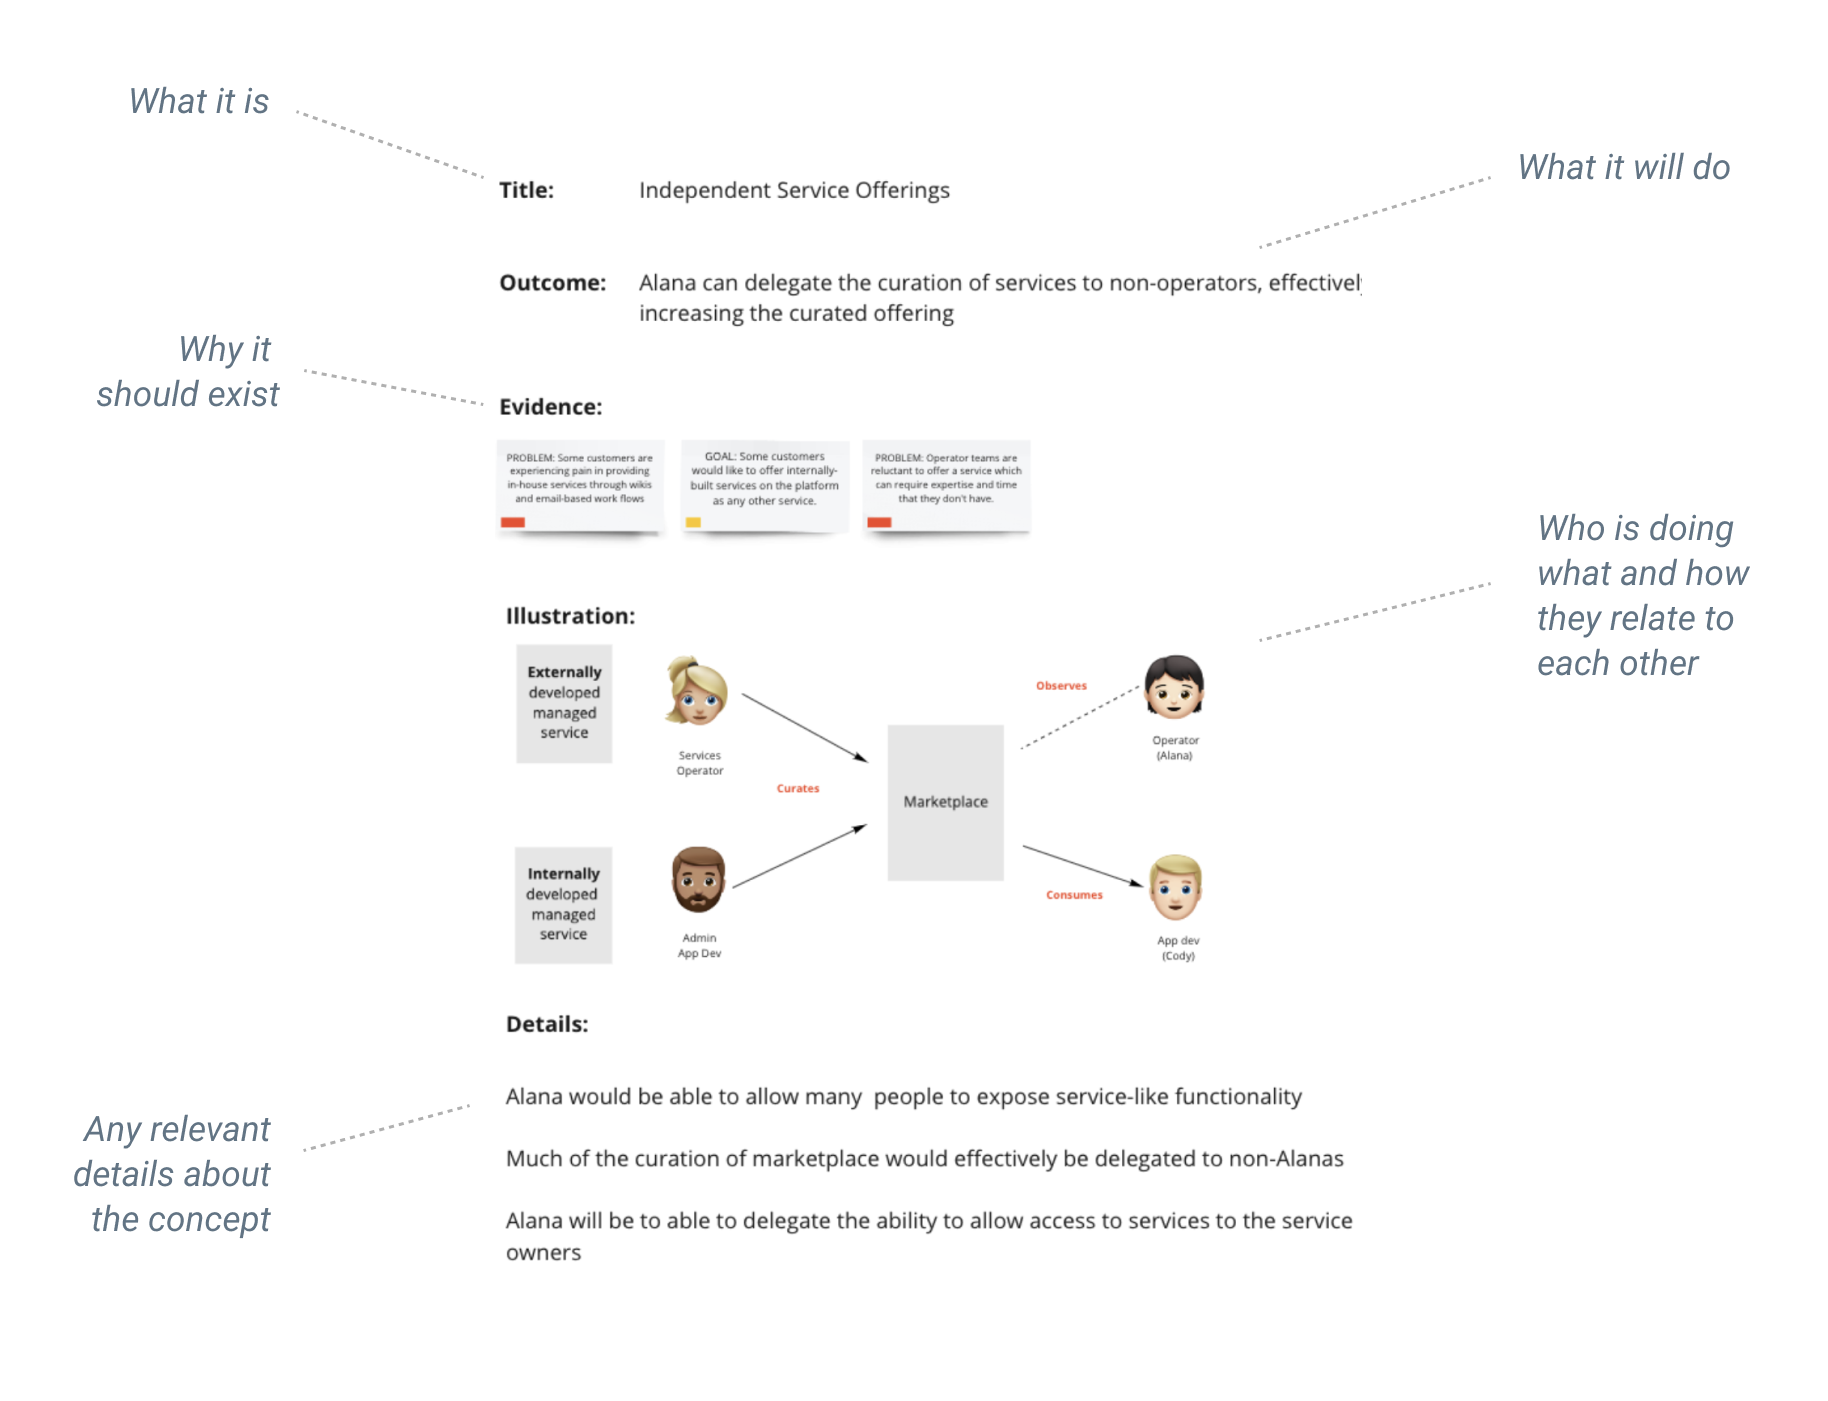 What it is
What it will do
Title: Independent Service Offerings
Outcome: Alana can delegate the curation of services to non-operators, effectivel
increasing the curated offering
Why it
should exist
Evidence:
PROBLEM: Some customers are
experiencing pain in providing
in-house services through wikis
and email-based work flows
GOAL: Some customers
would like to offer internally-
built services on the platform
as any other service.
PROBLEM: Operator teams are
reluctant to offer a service which
can require expertise and time
that they don't have.
Who is doing
what and how
they relate to
each other
Illustration:
Externally
developed
managed
service
Services
Operator
Curates
Observes
Operator
(Alana)
Marketplace
Internally
developed
managed
service
Admin
App Dev
Consumes
App dev
(Cody)
Details:
Any relevant
details about
the concept
Alana would be able to allow many  people to expose service-like functionality
Much of the curation of marketplace would effectively be delegated to non-Alanas
Alana will be to able to delegate the ability to allow access to services to the service
owners